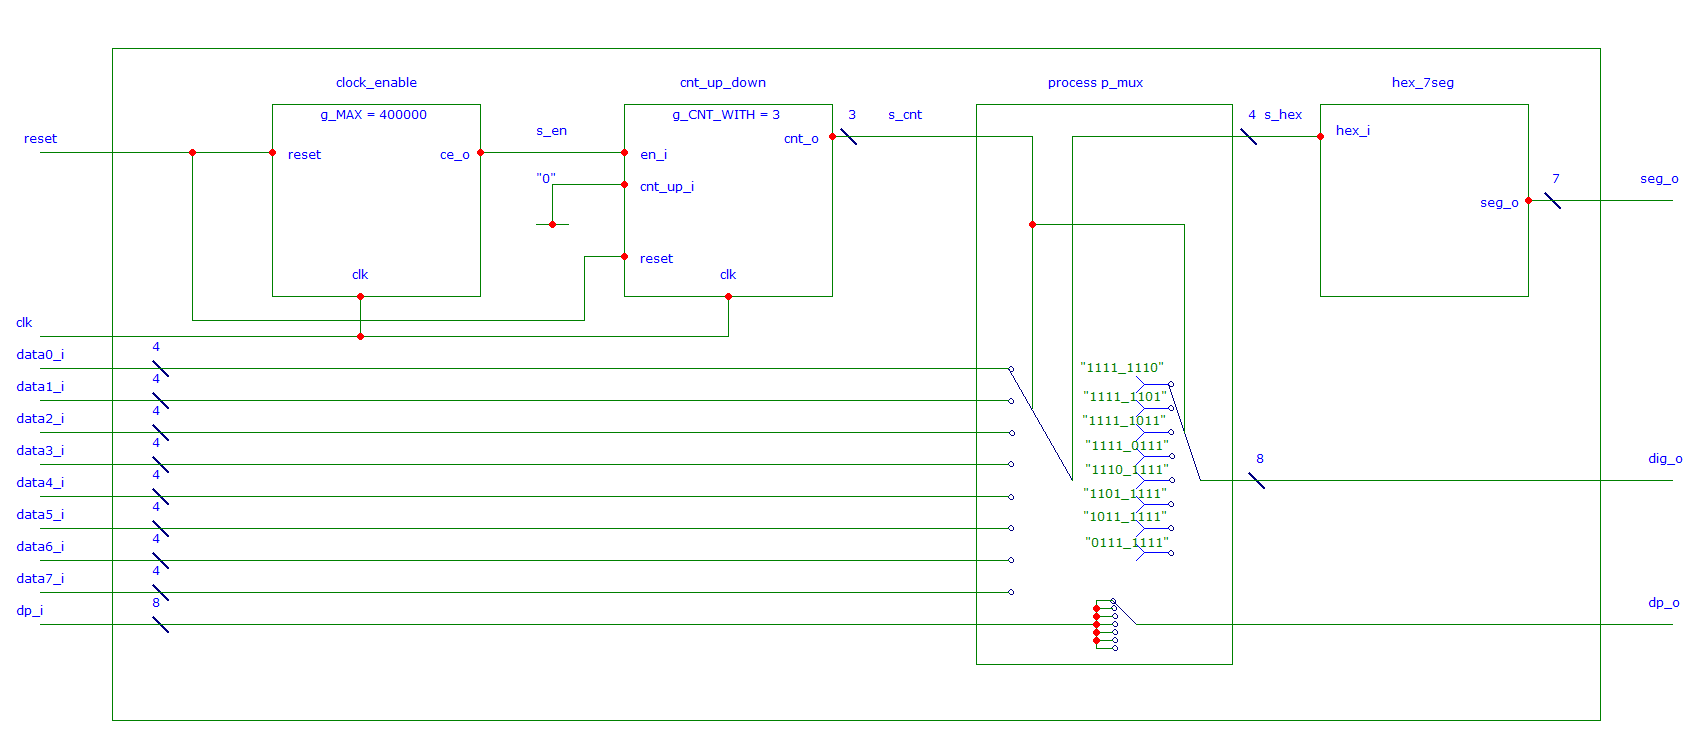 clock_enable
cnt_up_down
process p_mux
hex_7seg
g_MAX = 400000
g_CNT_WITH = 3
3
s_cnt
4 s_hex
reset
s_en
cnt_o
hex_i
reset
ce_o
en_i
"0"
cnt_up_i
7
seg_o
seg_o
reset
clk
clk
clk
data0_i
4
"1111_1110"
data1_i
4
"1111_1101"
data2_i
4
"1111_1011"
data3_i
4
"1111_0111"
8
dig_o
data4_i
4
"1110_1111"
data5_i
4
"1101_1111"
data6_i
4
"1011_1111"
data7_i
4
"0111_1111"
dp_i
8
dp_o